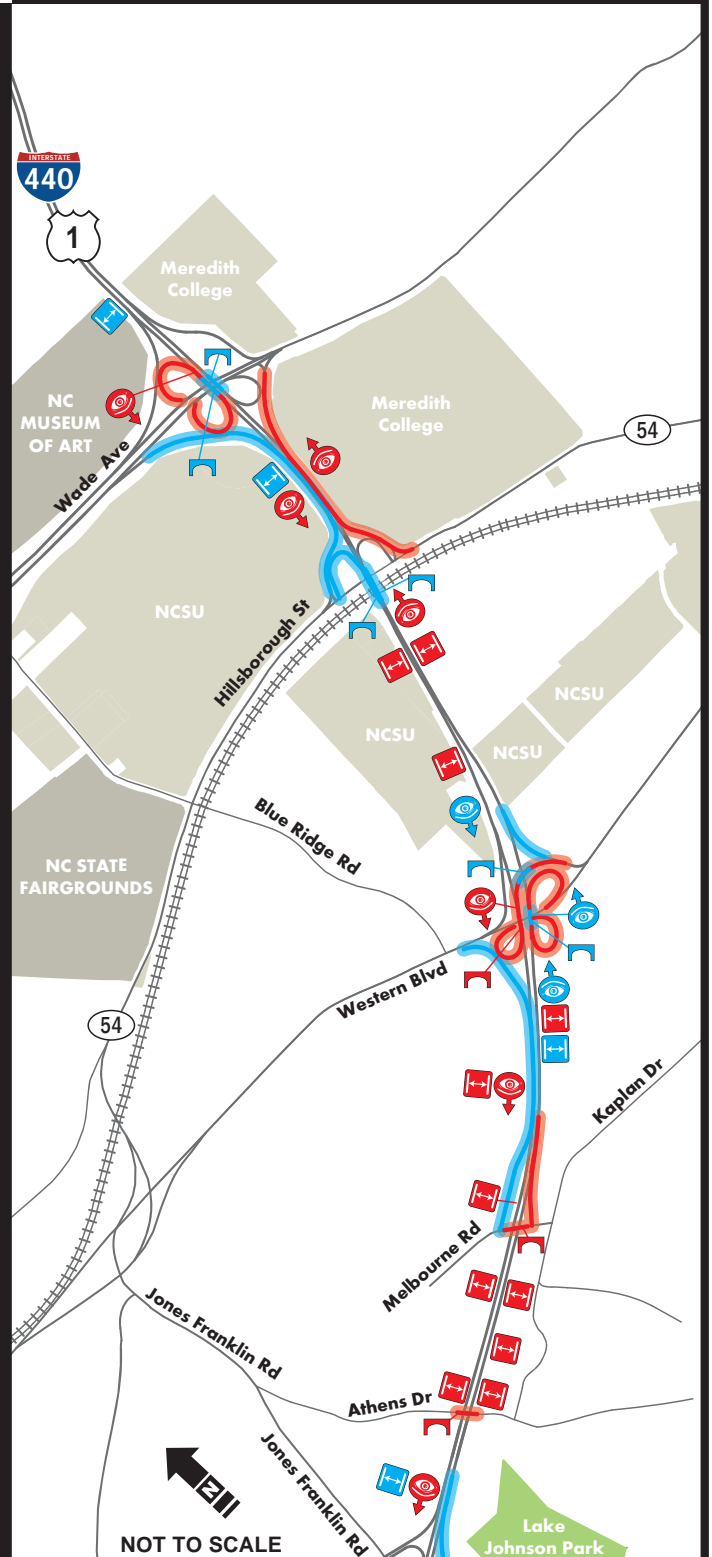 INTERSTATE
440
1
Meredith
College
NC
MUSEUM
OF ART
Wade Ave
Meredith
College
54
NCSU
Hillsborough St
NCSU
NCSU
NCSU
Blue Ridge Rd
NC STATE
FAIRGROUNDS
Western Blvd
54
Kaplan Dr
Melbourne Rd
Jones Franklin Rd
Athens Dr
Jones Franklin Rd
N
NOT TO SCALE
Lake
Johnson Park